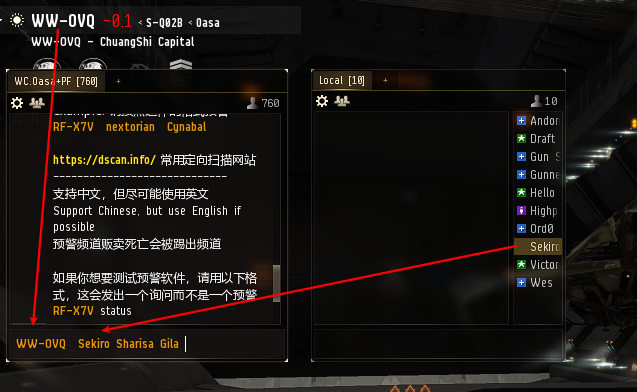 WW-OVQ -0.1 < S-Q02B < Oasa
WW-OVQ - ChuangShi Capital
WC.Oasa+PF [760] +
760
RF-X7V nextorian Cynabal
https://dscan.info/ 常用定向扫描网站
-----------------------------
支持中文，但尽可能使用英文
Support Chinese, but use English if
possible
预警频道贩卖死亡会被踢出频道
如果你想要测试预警软件，请用以下格
式，这会发出一个询问而不是一个预警
RF-X7V status
WW-OVQ Sekiro Sharisa Gila
Local [10] +
10
Andor
Draft
Gun S
Gunne
Hello
Highp
Ord0
Sekiro
Victor
Wes